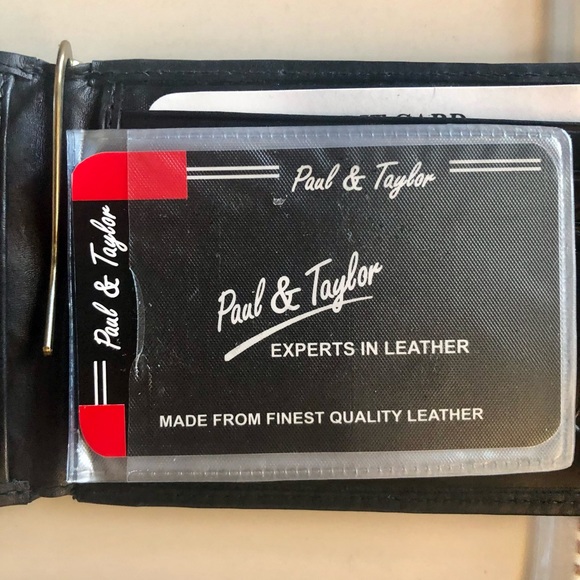 Paul & Taylor
Paul & Taylor
Paul & Taylor
EXPERTS IN LEATHER
MADE FROM FINEST QUALITY LEATHER